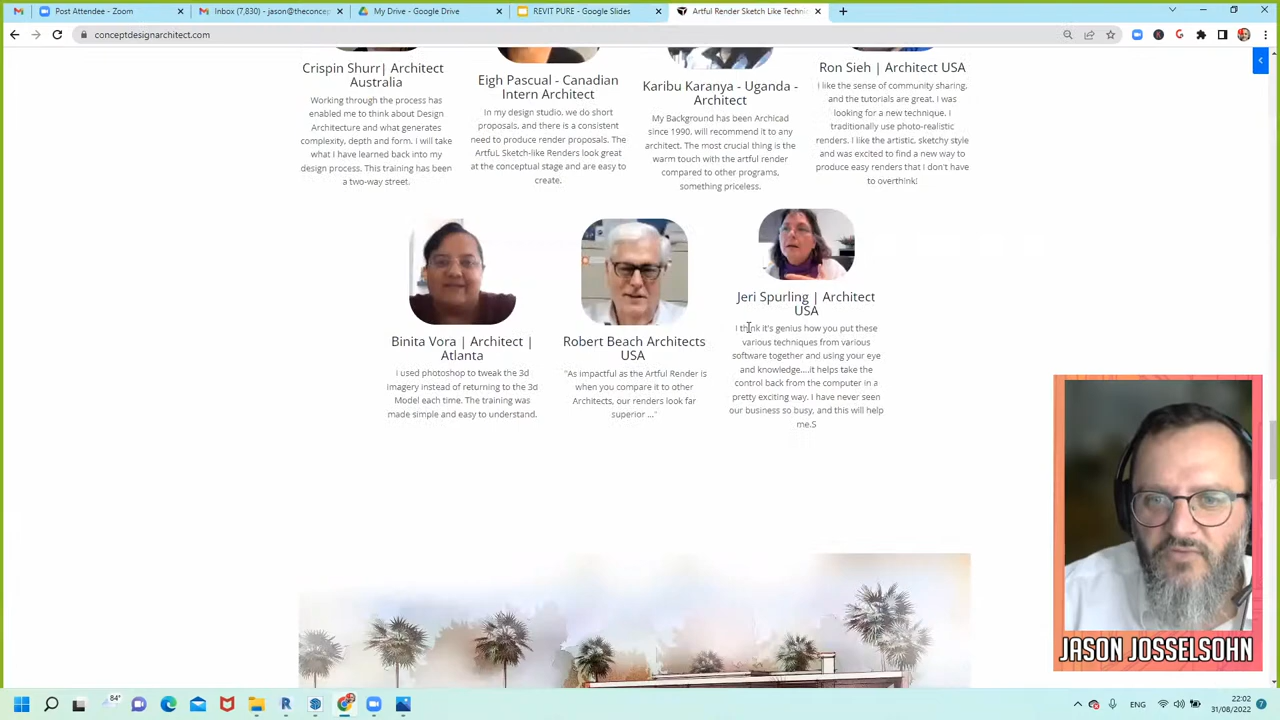 Post Attendee - Zoom
Inbox (7,830) - jason@theconcep
My Drive - Google Drive
REVIT PURE - Google Slides
Artful Render Sketch Like Techni
conceptdesignarchitect.com
Crispin Shurr| Architect
Australia
Working through the process has
enabled me to think about Design
Architecture and what generates
complexity, depth and form. I will take
what I have learned back into my
design process. This training has been
a two-way street.
Eigh Pascual - Canadian
Intern Architect
In my design studio, we do short
proposals, and there is a consistent
need to produce render proposals. The
ArtfuL Sketch-like Renders look great
at the conceptual stage and are easy to
create.
Karibu Karanya - Uganda -
Architect
My Background has been Archicad
since 1990, will recommend it to any
architect. The most crucial thing is the
warm touch with the artful render
compared to other programs,
something priceless.
Ron Sieh | Architect USA
I like the sense of community sharing,
and the tutorials are great. I was
looking for a new technique. I
traditionally use photo-realistic
renders. I like the artistic, sketchy style
and was excited to find a new way to
produce easy renders that I don't have
to overthink!
Binita Vora | Architect |
Atlanta
I used photoshop to tweak the 3d
imagery instead of returning to the 3d
Model each time. The training was
made simple and easy to understand.
Robert Beach Architects
USA
"As impactful as the Artful Render is
when you compare it to other
Architects, our renders look far
superior ..."
Jeri Spurling | Architect
USA
I think it's genius how you put these
various techniques from various
software together and using your eye
and knowledge....it helps take the
control back from the computer in a
pretty exciting way. I have never seen
our business so busy, and this will help
me.S
JASON JOSSELSOHN
84°
ENG
22:02
31/08/2022